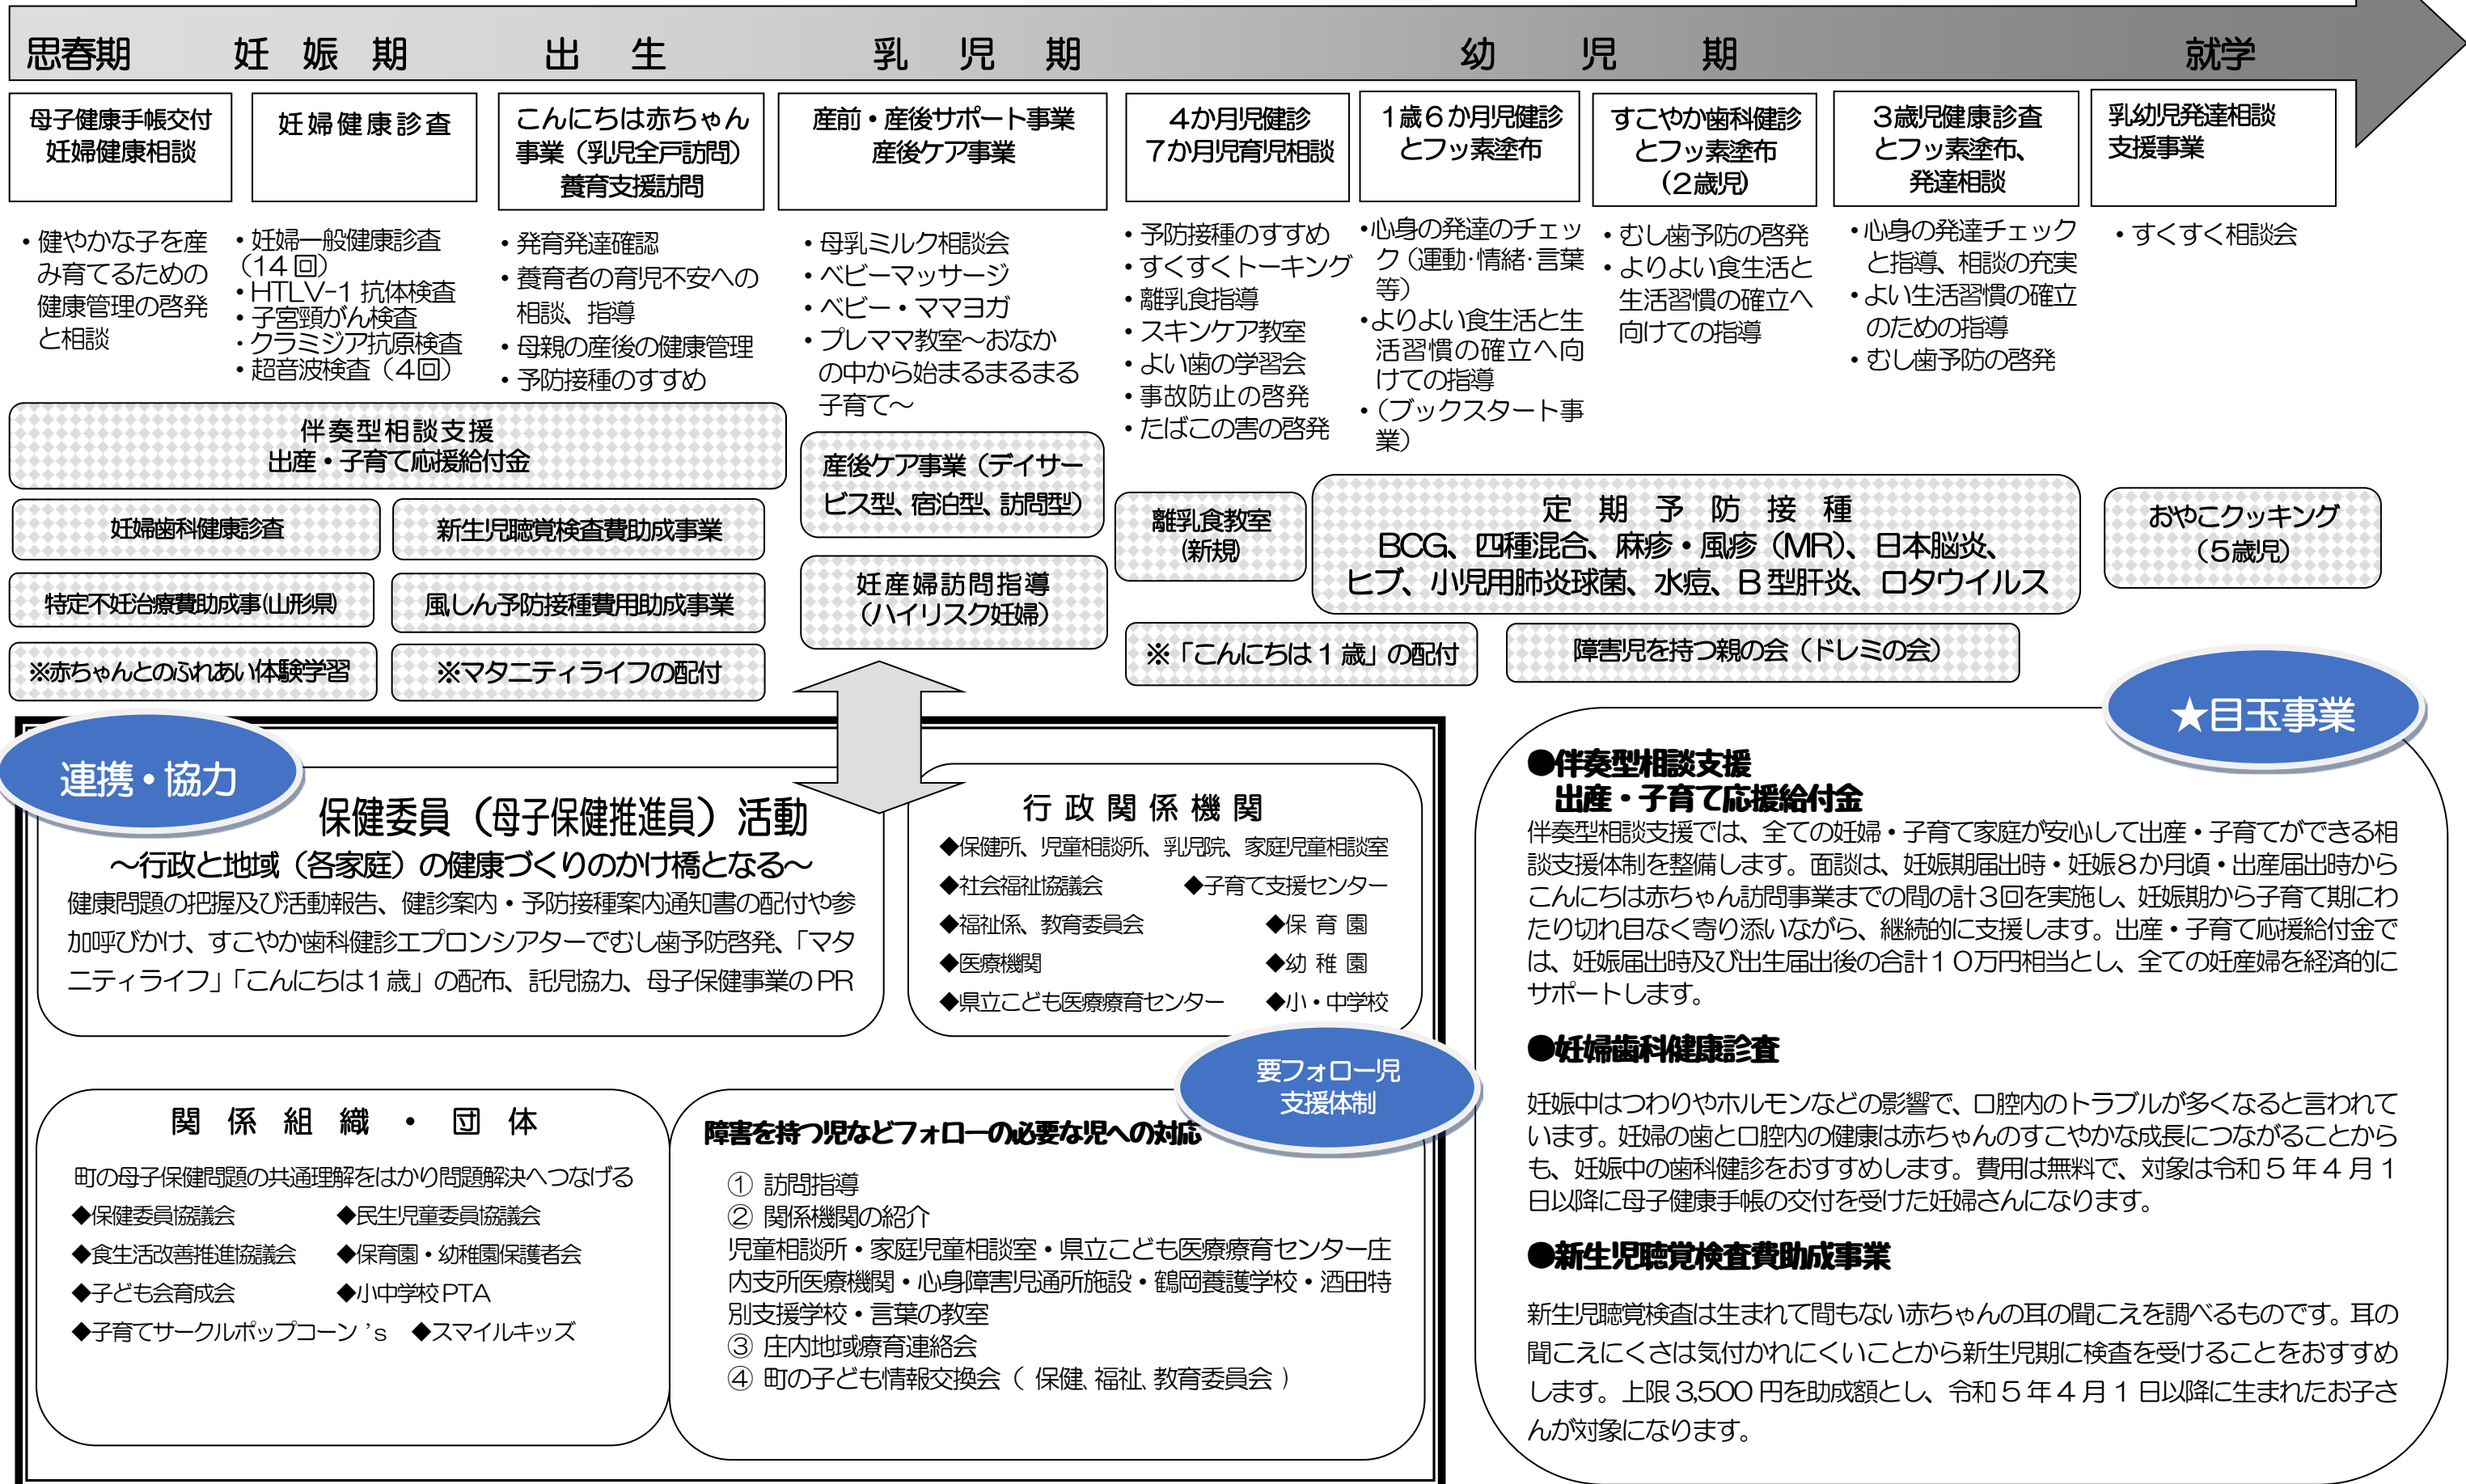 思春期　妊　娠　期　出　生　乳　児　期　幼　児　期　就学
母子健康手帳交付
妊婦健康相談
妊婦健康診査
こんにちは赤ちゃん
事業（乳児全戸訪問）
養育支援訪問
産前・産後サポート事業
産後ケア事業
４か月児健診
７か月児育児相談
１歳６か月児健診
とフッ素塗布
すこやか歯科健診
とフッ素塗布
（２歳児）
３歳児健康診査
とフッ素塗布、
発達相談
乳幼児発達相談
支援事業
・健やかな子を産
み育てるための
健康管理の啓発
と相談
・妊婦一般健康診査
（14 回）
・HTLV-1 抗体検査
・子宮頸がん検査
・クラミジア抗原検査
・超音波検査（４回）
・発育発達確認
・養育者の育児不安への
相談、指導
・母親の産後の健康管理
・予防接種のすすめ
・母乳ミルク相談会
・ベビーマッサージ
・ベビー・ママヨガ
・プレママ教室～おなか
の中から始まるまるまる
子育て～
・予防接種のすすめ
・すくすくトーキング
・離乳食指導
・スキンケア教室
・よい歯の学習会
・事故防止の啓発
・たばこの害の啓発
・心身の発達のチェッ
ク（運動・情緒・言葉
等）
・よりよい食生活と生
活習慣の確立へ向
けての指導
・（ブックスタート事
業）
・むし歯予防の啓発
・よりよい食生活と
生活習慣の確立へ
向けての指導
・心身の発達チェック
と指導、相談の充実
・よい生活習慣の確立
のための指導
・むし歯予防の啓発
・すくすく相談会
伴奏型相談支援
出産・子育て応援給付金
妊婦歯科健康診査
新生児聴覚検査費助成事業
特定不妊治療費助成事(山形県)
風しん予防接種費用助成事業
※赤ちゃんとのふれあい体験学習
※マタニティライフの配付
産後ケア事業（デイサー
ビス型、宿泊型、訪問型）
妊産婦訪問指導
（ハイリスク妊婦）
離乳食教室
(新規)
定　期　予　防　接　種
BCG、四種混合、麻疹・風疹（MR）、日本脳炎、
ヒブ、小児用肺炎球菌、水痘、B 型肝炎、ロタウイルス
※「こんにちは 1 歳」の配付
障害児を持つ親の会（ドレミの会）
おやこクッキング
（５歳児）
連携・協力
保健委員（母子保健推進員）活動
～行政と地域（各家庭）の健康づくりのかけ橋となる～
健康問題の把握及び活動報告、健診案内・予防接種案内通知書の配付や参
加呼びかけ、すこやか歯科健診エプロンシアターでむし歯予防啓発、「マタ
ニティライフ」「こんにちは１歳」の配布、託児協力、母子保健事業の PR
行 政 関 係 機 関
◆保健所、児童相談所、乳児院、家庭児童相談室
◆社会福祉協議会　◆子育て支援センター
◆福祉係、教育委員会　◆保 育 園
◆医療機関　◆幼 稚 園
◆県立こども医療療育センター　◆小・中学校
関　係　組　織　・　団　体
町の母子保健問題の共通理解をはかり問題解決へつなげる
◆保健委員協議会　◆民生児童委員協議会
◆食生活改善推進協議会　◆保育園・幼稚園保護者会
◆子ども会育成会　◆小中学校 PTA
◆子育てサークルポップコーン ’s　◆スマイルキッズ
要フォロー児
支援体制
障害を持つ児などフォローの必要な児への対応
① 訪問指導
② 関係機関の紹介
児童相談所・家庭児童相談室・県立こども医療療育センター庄
内支所医療機関・心身障害児通所施設・鶴岡養護学校・酒田特
別支援学校・言葉の教室
③ 庄内地域療育連絡会
④ 町の子ども情報交換会（ 保健、福祉、教育委員会 ）
★目玉事業
●伴奏型相談支援
出産・子育て応援給付金
伴奏型相談支援では、全ての妊婦・子育て家庭が安心して出産・子育てができる相
談支援体制を整備します。面談は、妊娠期届出時・妊娠８か月頃・出産届出時から
こんにちは赤ちゃん訪問事業までの間の計３回を実施し、妊娠期から子育て期にわ
たり切れ目なく寄り添いながら、継続的に支援します。出産・子育て応援給付金で
は、妊娠届出時及び出生届出後の合計１０万円相当とし、全ての妊産婦を経済的に
サポートします。
●妊婦歯科健康診査
妊娠中はつわりやホルモンなどの影響で、口腔内のトラブルが多くなると言われて
います。妊婦の歯と口腔内の健康は赤ちゃんのすこやかな成長につながることから
も、妊娠中の歯科健診をおすすめします。費用は無料で、対象は令和 5 年 4 月 1
日以降に母子健康手帳の交付を受けた妊婦さんになります。
●新生児聴覚検査費助成事業
新生児聴覚検査は生まれて間もない赤ちゃんの耳の聞こえを調べるものです。耳の
聞こえにくさは気付かれにくいことから新生児期に検査を受けることをおすすめ
します。上限 3,500 円を助成額とし、令和 5 年 4 月 1 日以降に生まれたお子さ
んが対象になります。